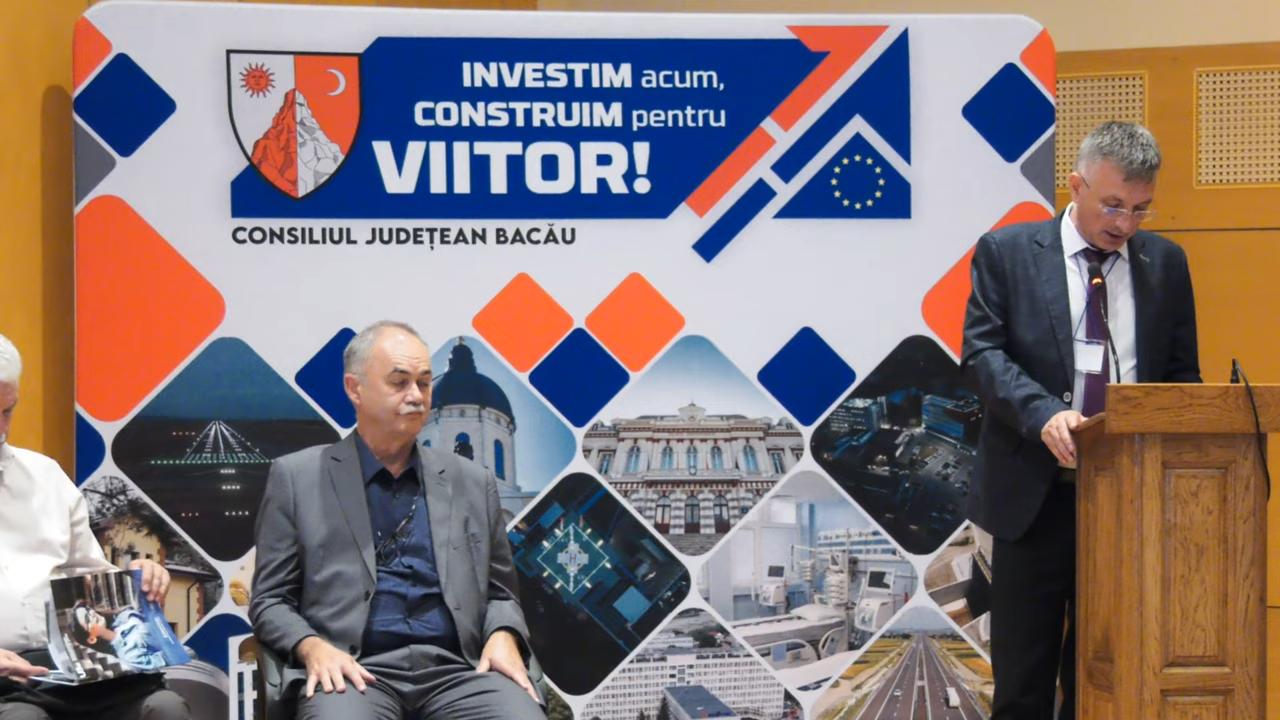 INVESTIM acum,
CONSTRUIM pentru
VIITOR!
CONSILIUL JUDEȚEAN BACĂU